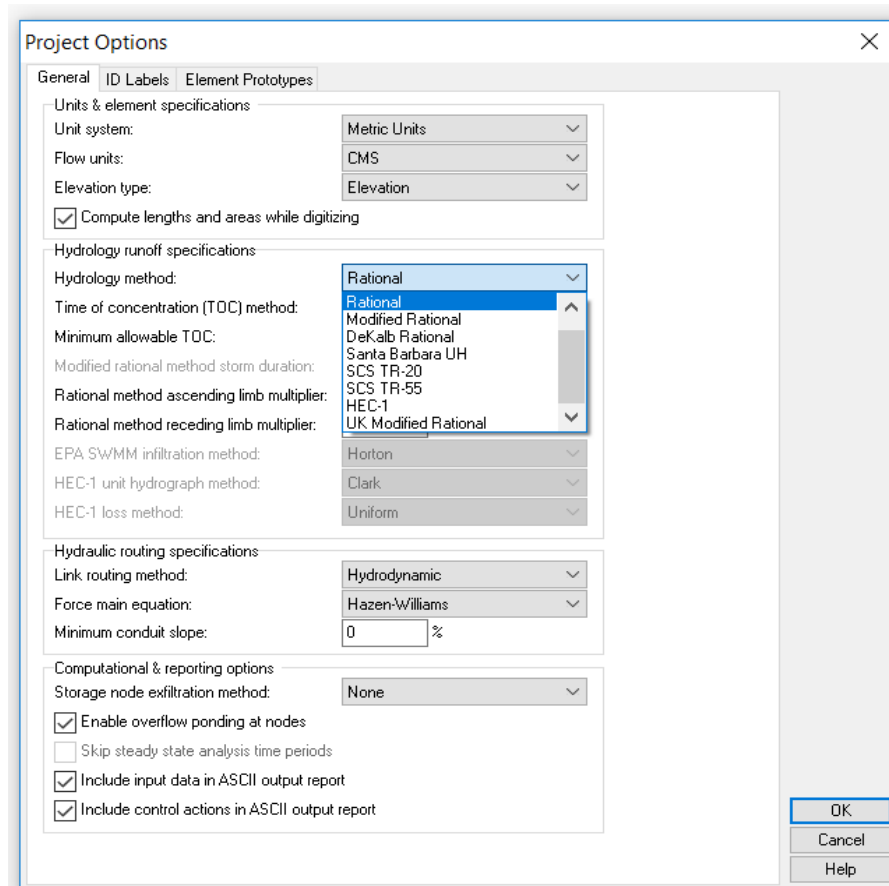 Project Options
General ID Labels Element Prototypes
Units & element specifications
Unit system: Metric Units
Flow units: CMS
Elevation type: Elevation
Compute lengths and areas while digitizing
Hydrology runoff specifications
Hydrology method: Rational
Time of concentration (TOC) method: Rational
Modified Rational
Minimum allowable TOC: DeKalb Rational
Santa Barbara UH
Modified rational method storm duration: SCS TR-20
SCS TR-55
Rational method ascending limb multiplier: HEC-1
Rational method receding limb multiplier: UK Modified Rational
EPA SWMM infiltration method: Horton
HEC-1 unit hydrograph method: Clark
HEC-1 loss method: Uniform
Hydraulic routing specifications
Link routing method: Hydrodynamic
Force main equation: Hazen-Williams
Minimum conduit slope: 0 %
Computational & reporting options
Storage node exfiltration method: None
Enable overflow ponding at nodes
Skip steady state analysis time periods
Include input data in ASCII output report
Include control actions in ASCII output report
OK
Cancel
Help